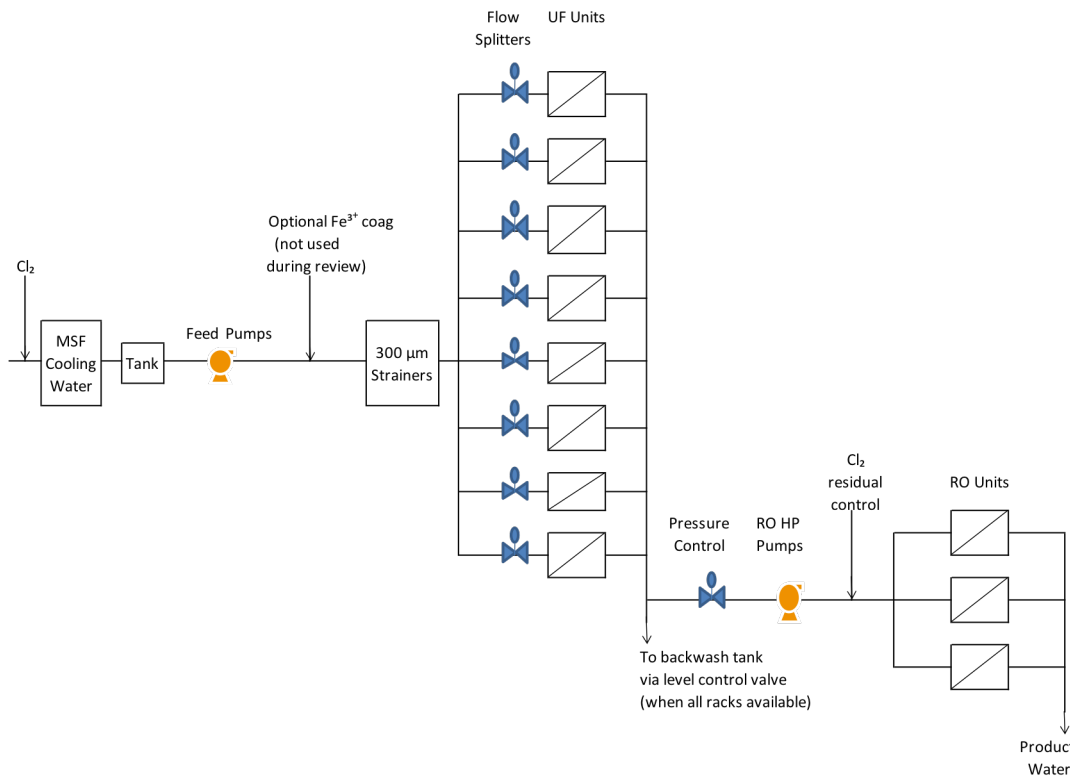 Flow
Splitters
UF Units
Optional Fe³⁺ coag
(not used
during review)
Cl₂
MSF
Cooling
Water
Tank
Feed Pumps
300 µm
Strainers
Pressure
Control
RO HP
Pumps
Cl₂
residual
control
RO Units
To backwash tank
via level control valve
(when all racks available)
Produc
Water